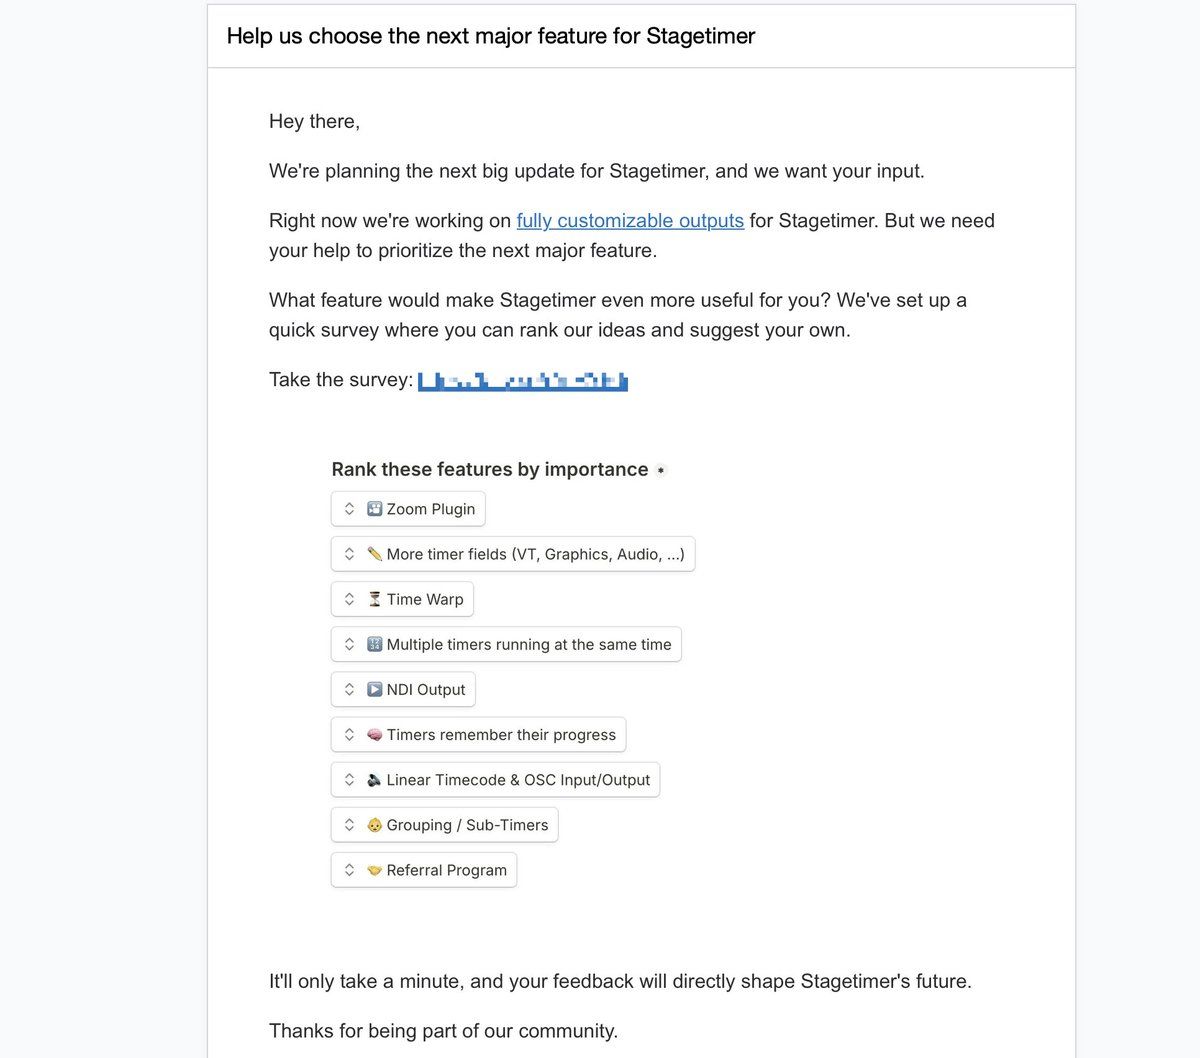 Help us choose the next major feature for Stagetimer
Hey there,
We're planning the next big update for Stagetimer, and we want your input.
Right now we're working on fully customizable outputs for Stagetimer. But we need
your help to prioritize the next major feature.
What feature would make Stagetimer even more useful for you? We've set up a
quick survey where you can rank our ideas and suggest your own.
Take the survey:
Rank these features by importance *
🎦 Zoom Plugin
✏️ More timer fields (VT, Graphics, Audio, ...)
⏳ Time Warp
🔢 Multiple timers running at the same time
▶️ NDI Output
🧠 Timers remember their progress
🔊 Linear Timecode & OSC Input/Output
👶 Grouping / Sub-Timers
🤝 Referral Program
It'll only take a minute, and your feedback will directly shape Stagetimer's future.
Thanks for being part of our community.